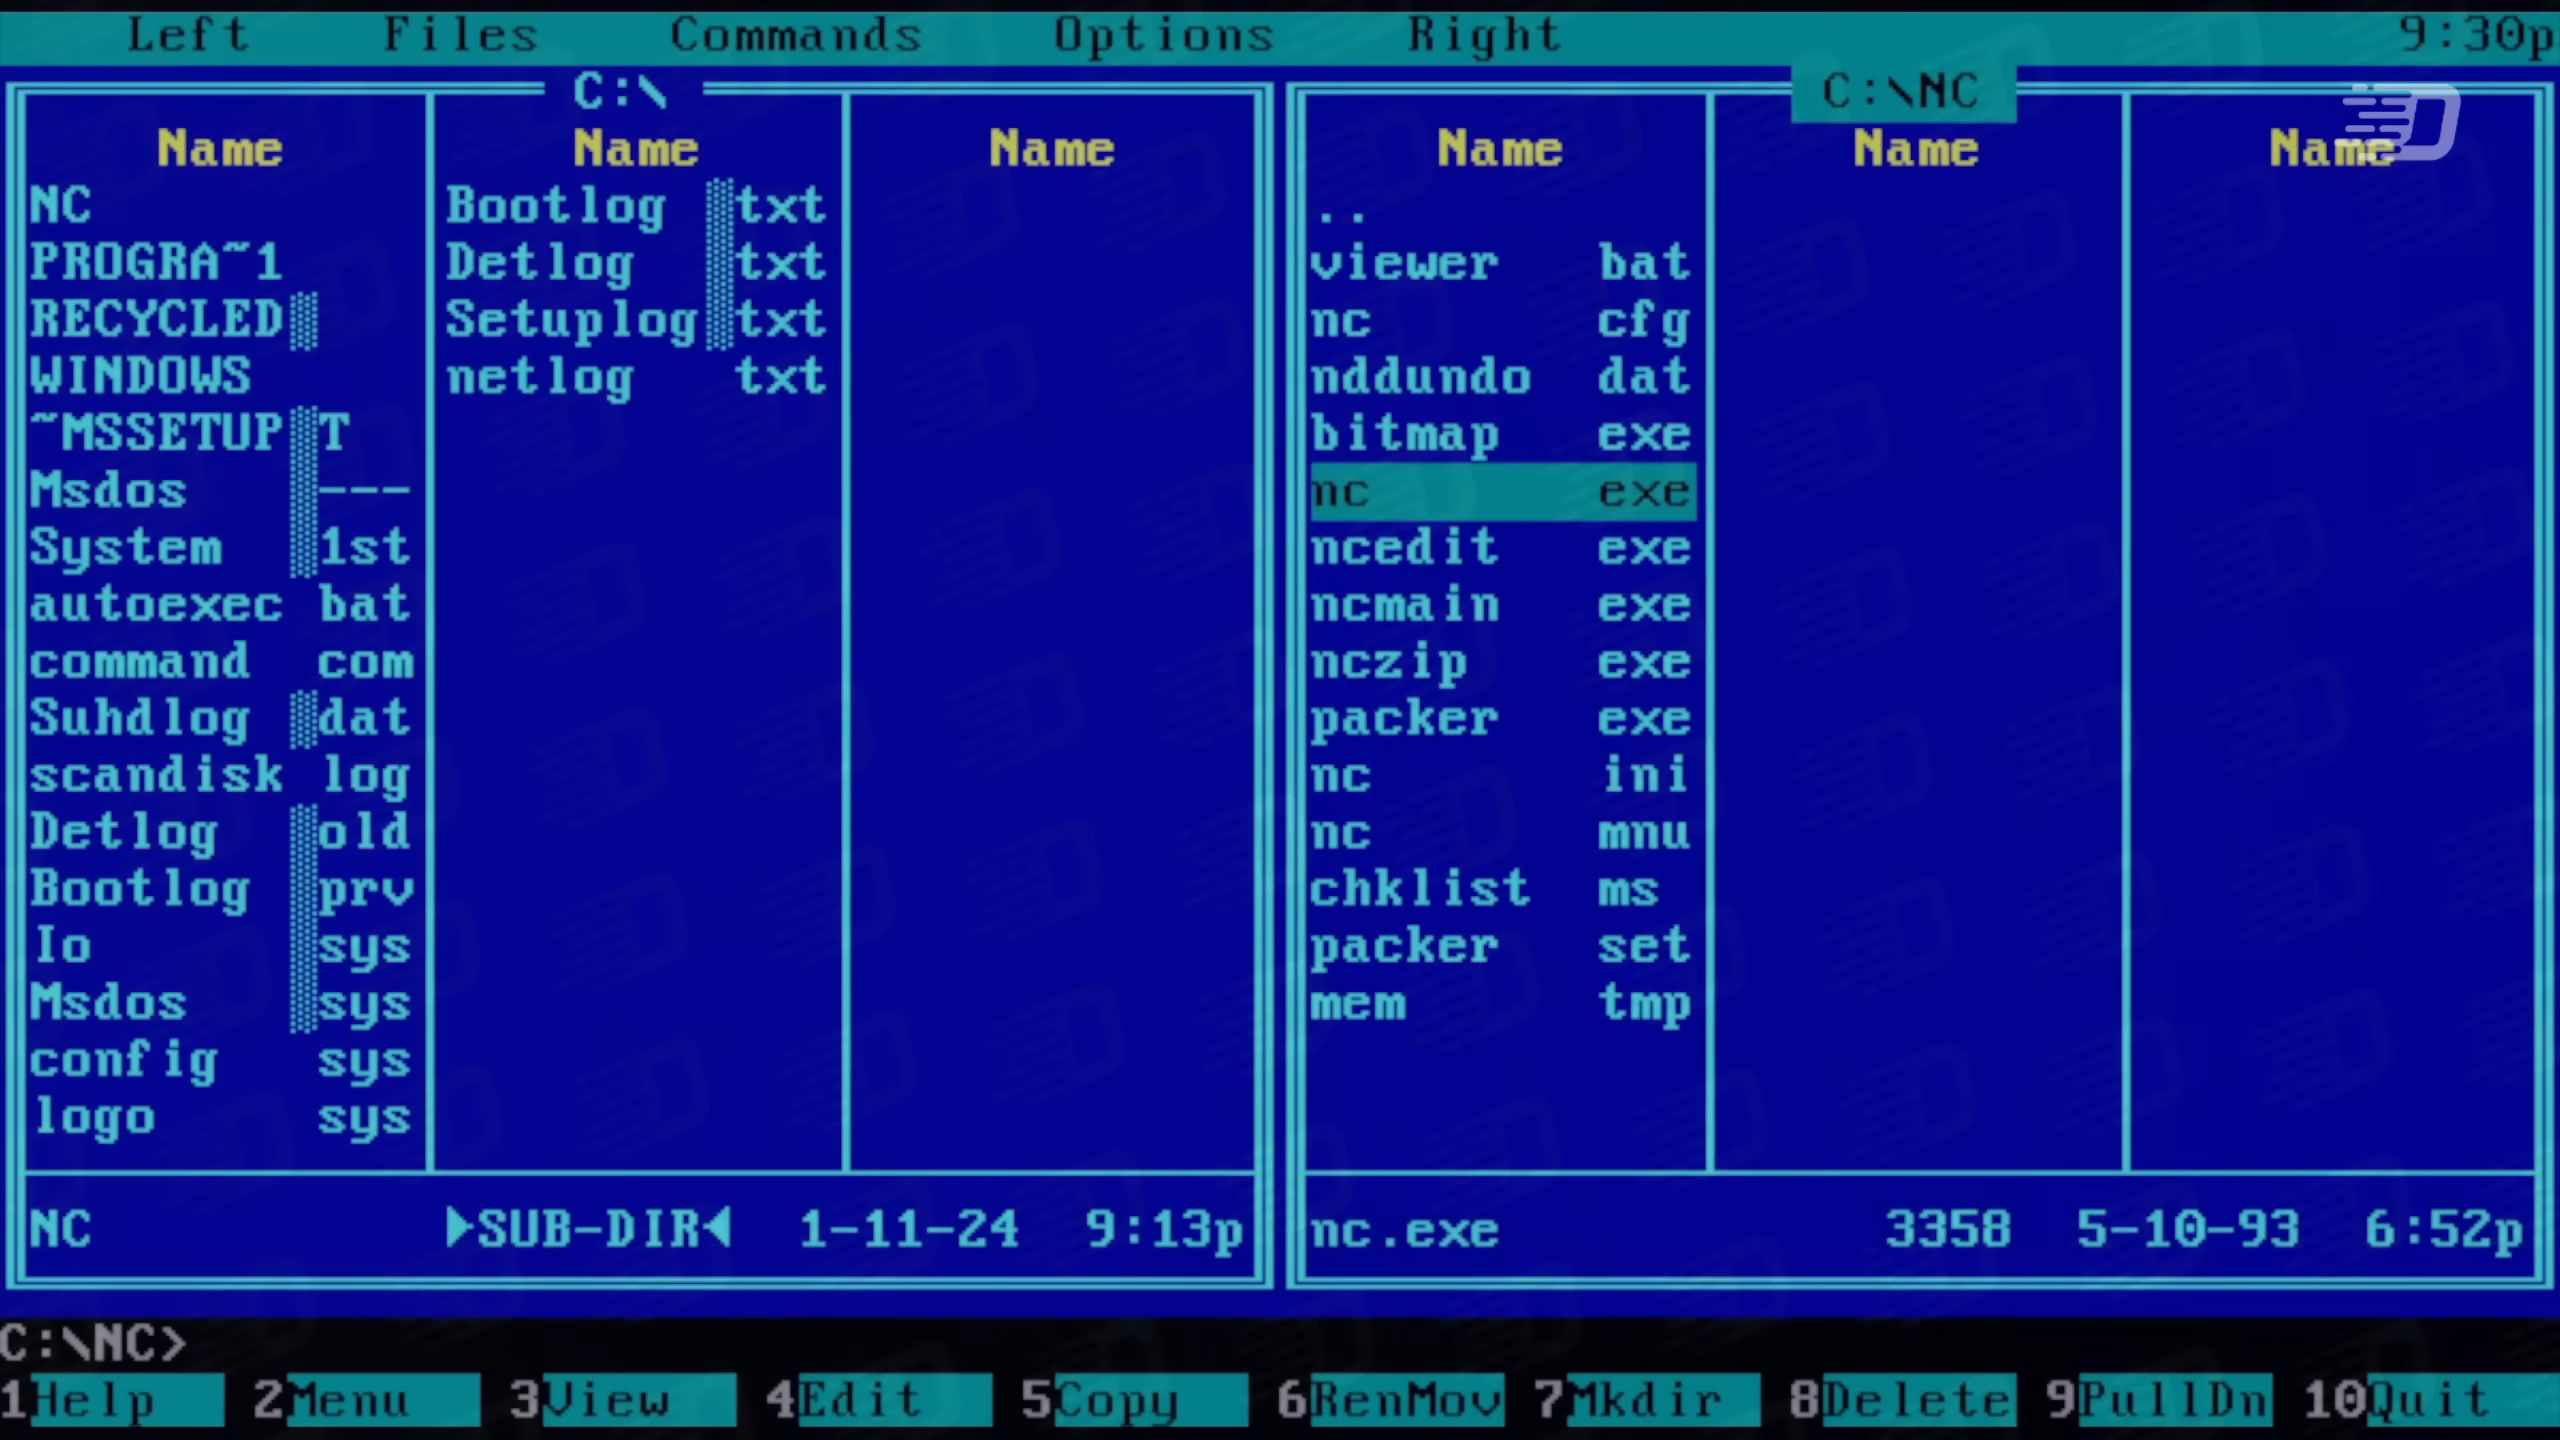 Left Files Commands Options Right 9:30p
C:\
Name Name Name
NC Bootlog ░txt
PROGRA~1 Detlog ░txt
RECYCLED░ Setuplog░txt
WINDOWS netlog txt
~MSSETUP░T
Msdos ░---
System ░1st
autoexec bat
command com
Suhdlog ░dat
scandisk log
Detlog ░old
Bootlog ░prv
Io ░sys
Msdos ░sys
config sys
logo sys
NC ►SUB-DIR◄ 1-11-24 9:13p
C:\NC
Name Name Name
..
viewer bat
nc cfg
nddundo dat
bitmap exe
nc exe
ncedit exe
ncmain exe
nczip exe
packer exe
nc ini
nc mnu
chklist ms
packer set
mem tmp
nc.exe 3358 5-10-93 6:52p
C:\NC>
1Help 2Menu 3View 4Edit 5Copy 6RenMov 7Mkdir 8Delete 9PullDn 10Quit